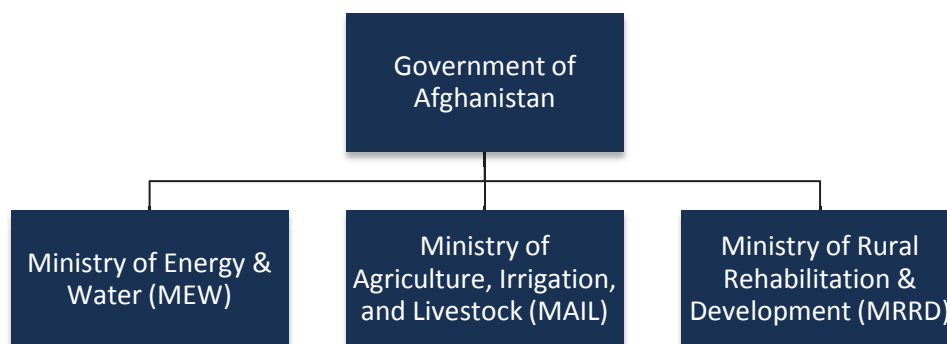 Government of
Afghanistan
Ministry of Energy &
Water (MEW)
Ministry of
Agriculture, Irrigation,
and Livestock (MAIL)
Ministry of Rural
Rehabilitation &
Development (MRRD)